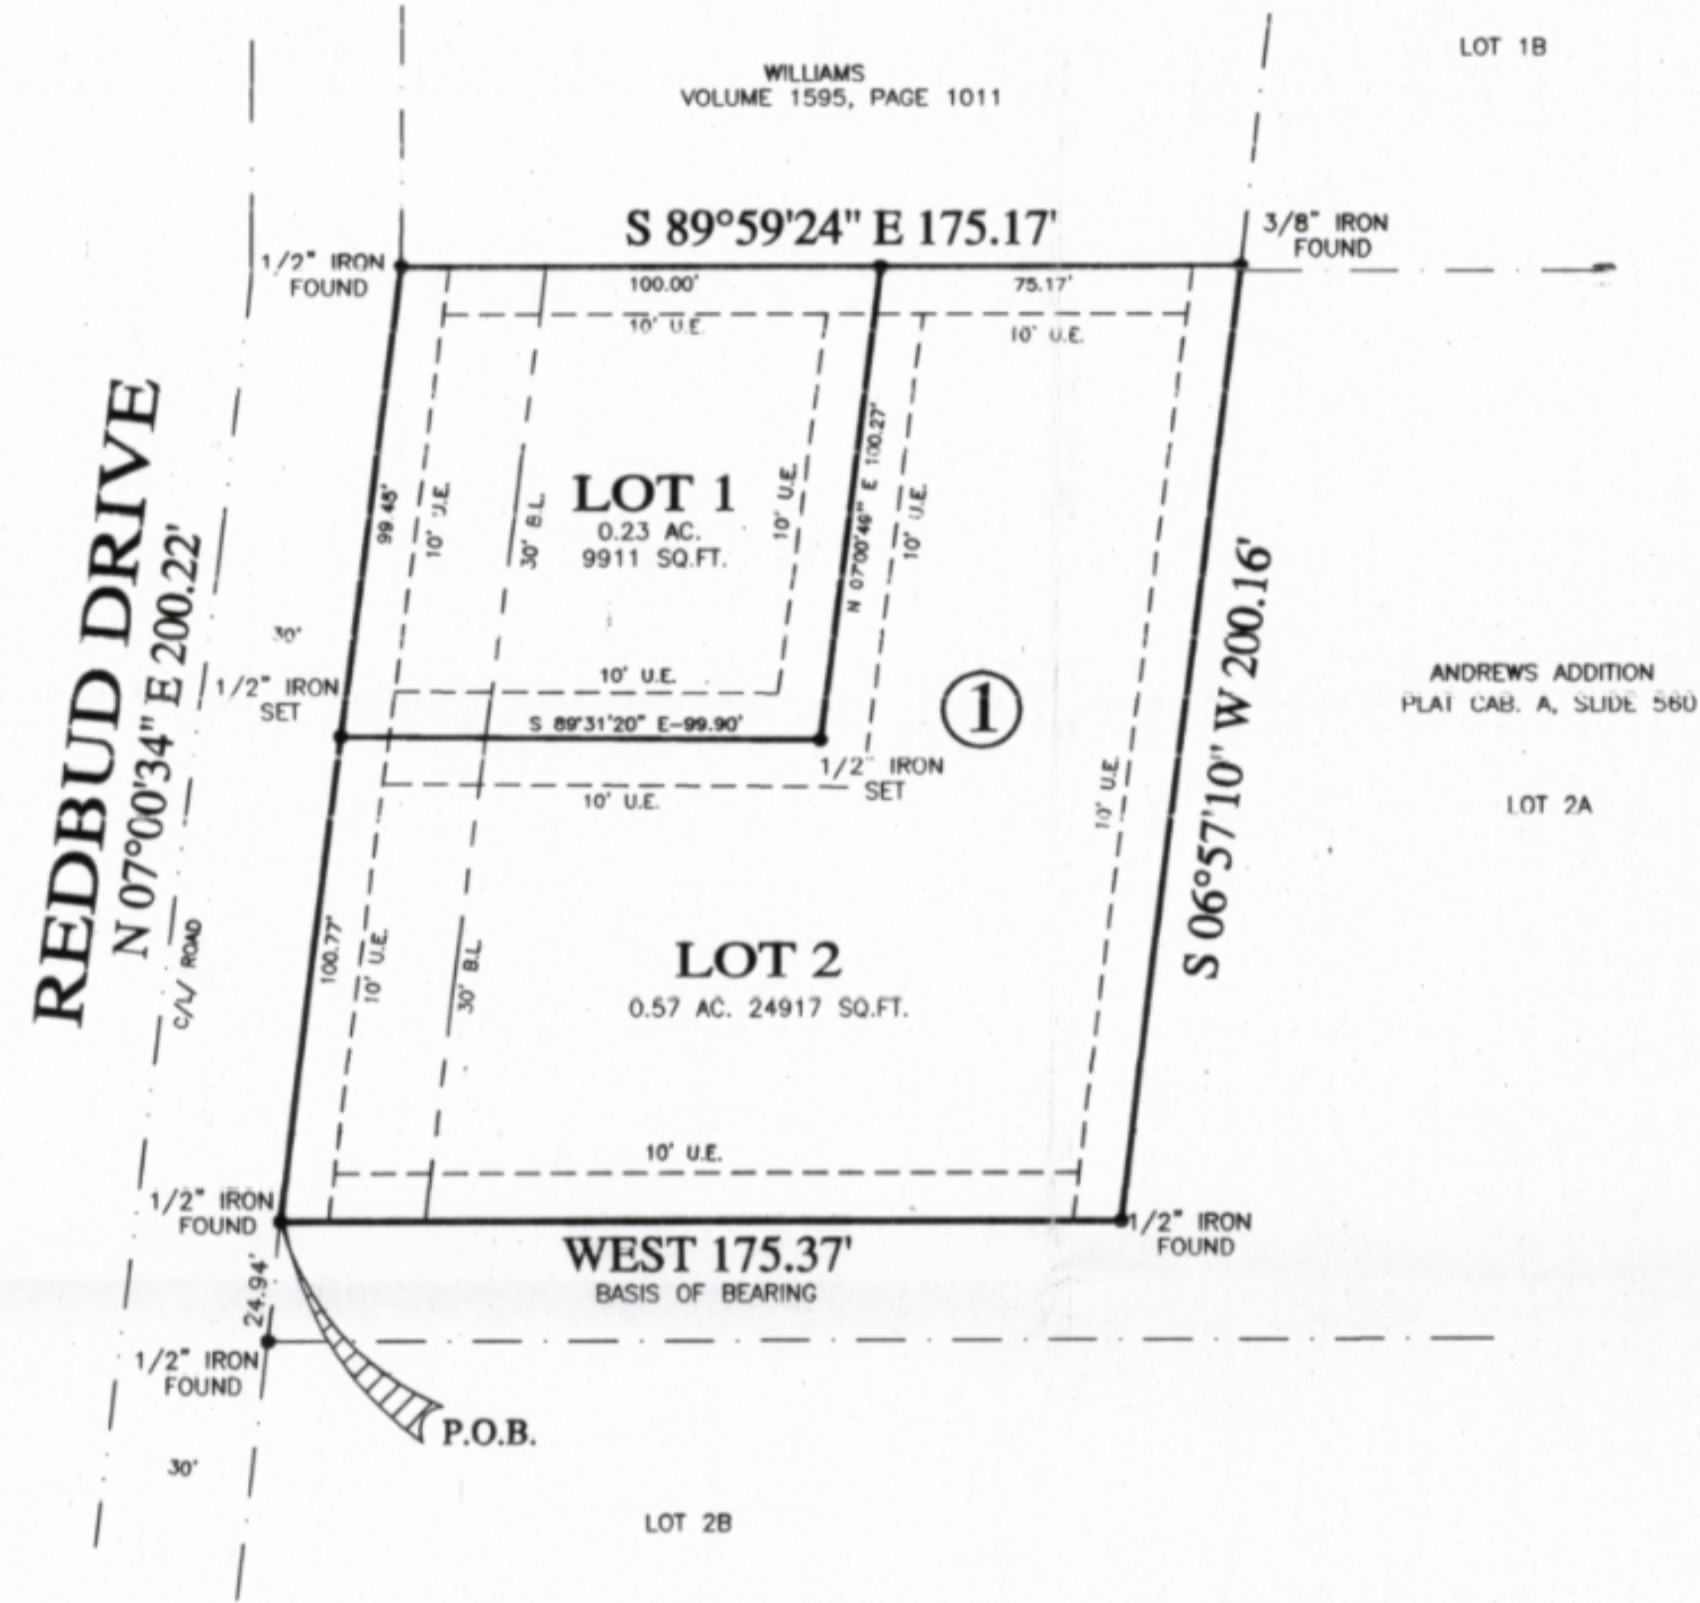 LOT 1B
WILLIAMS
VOLUME 1595, PAGE 1011
S 89°59'24" E 175.17'
3/8" IRON
FOUND
1/2" IRON
FOUND
100.00'
75.17'
10' U.E.
10' U.E.
REDBUD DRIVE
N 07°00'34" E 200.22'
C/L/ ROAD
99.45'
10' U.E.
30' B.L.
LOT 1
0.23 AC.
9911 SQ.FT.
10' U.E.
N 07°00'46" E 100.27'
10' U.E.
S 06°57'10" W 200.16'
30'
1/2" IRON
SET
10' U.E.
S 89°31'20" E-99.90'
1
ANDREWS ADDITION
PLAT CAB. A, SLIDE 560
1/2" IRON
SET
10' U.E.
10' U.E.
LOT 2A
100.77'
10' U.E.
30' B.L.
LOT 2
0.57 AC. 24917 SQ.FT.
10' U.E.
1/2" IRON
FOUND
1/2" IRON
FOUND
WEST 175.37'
BASIS OF BEARING
24.94'
1/2" IRON
FOUND
P.O.B.
30'
LOT 2B